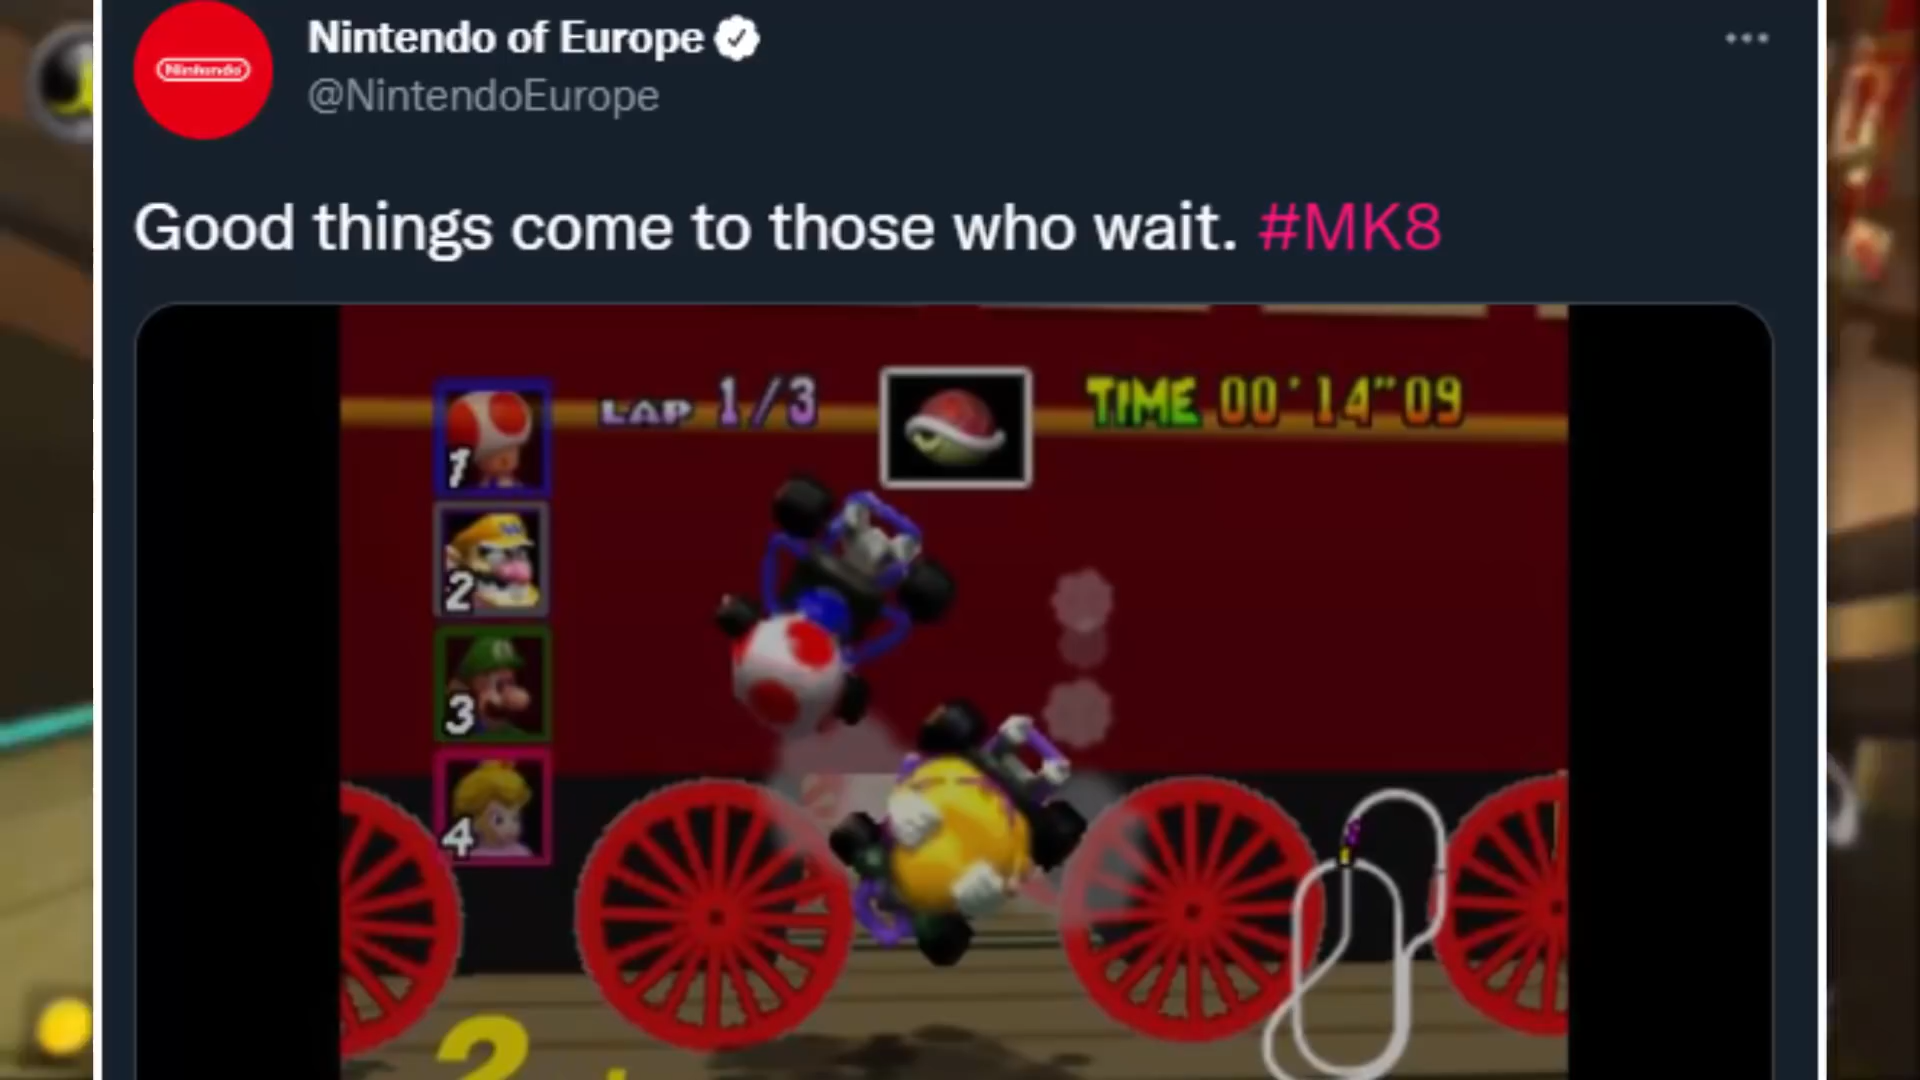 Nintendo
Nintendo of Europe
@NintendoEurope
Good things come to those who wait. #MK8
LAP 1/3
TIME 00'14"09
1
2
3
4
2